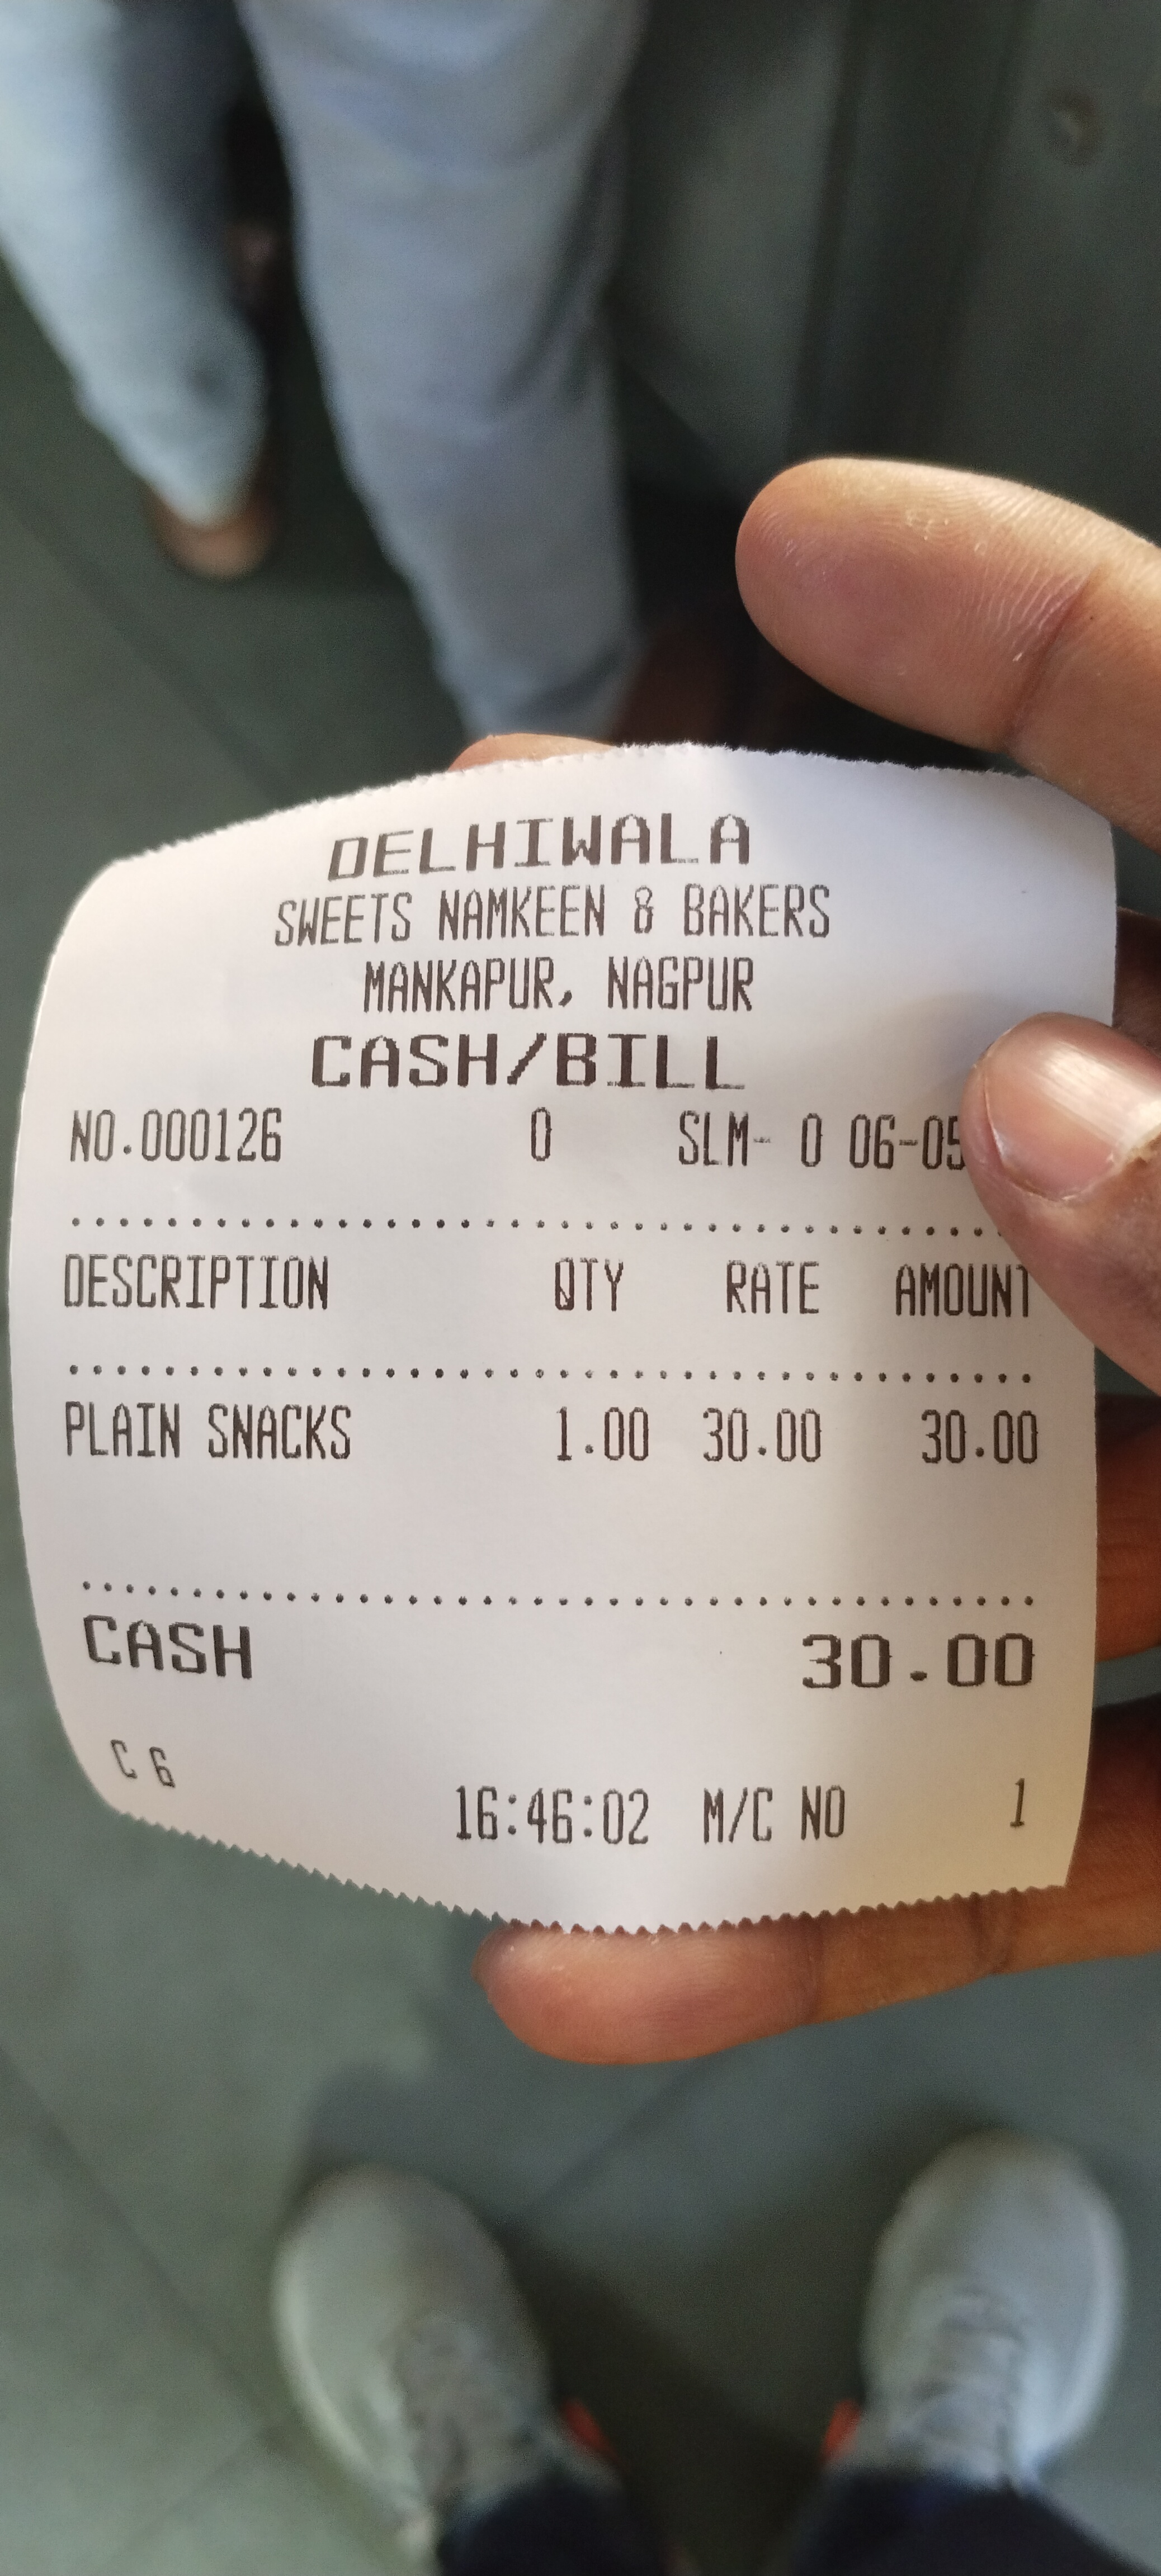 DELHIWALA
SWEETS NAMKEEN & BAKERS
MANKAPUR, NAGPUR
CASH/BILL
NO.000126 0 SLM- 0 06-05
DESCRIPTION QTY RATE AMOUNT
PLAIN SNACKS 1.00 30.00 30.00
CASH 30.00
C 6
16:46:02 M/C NO 1